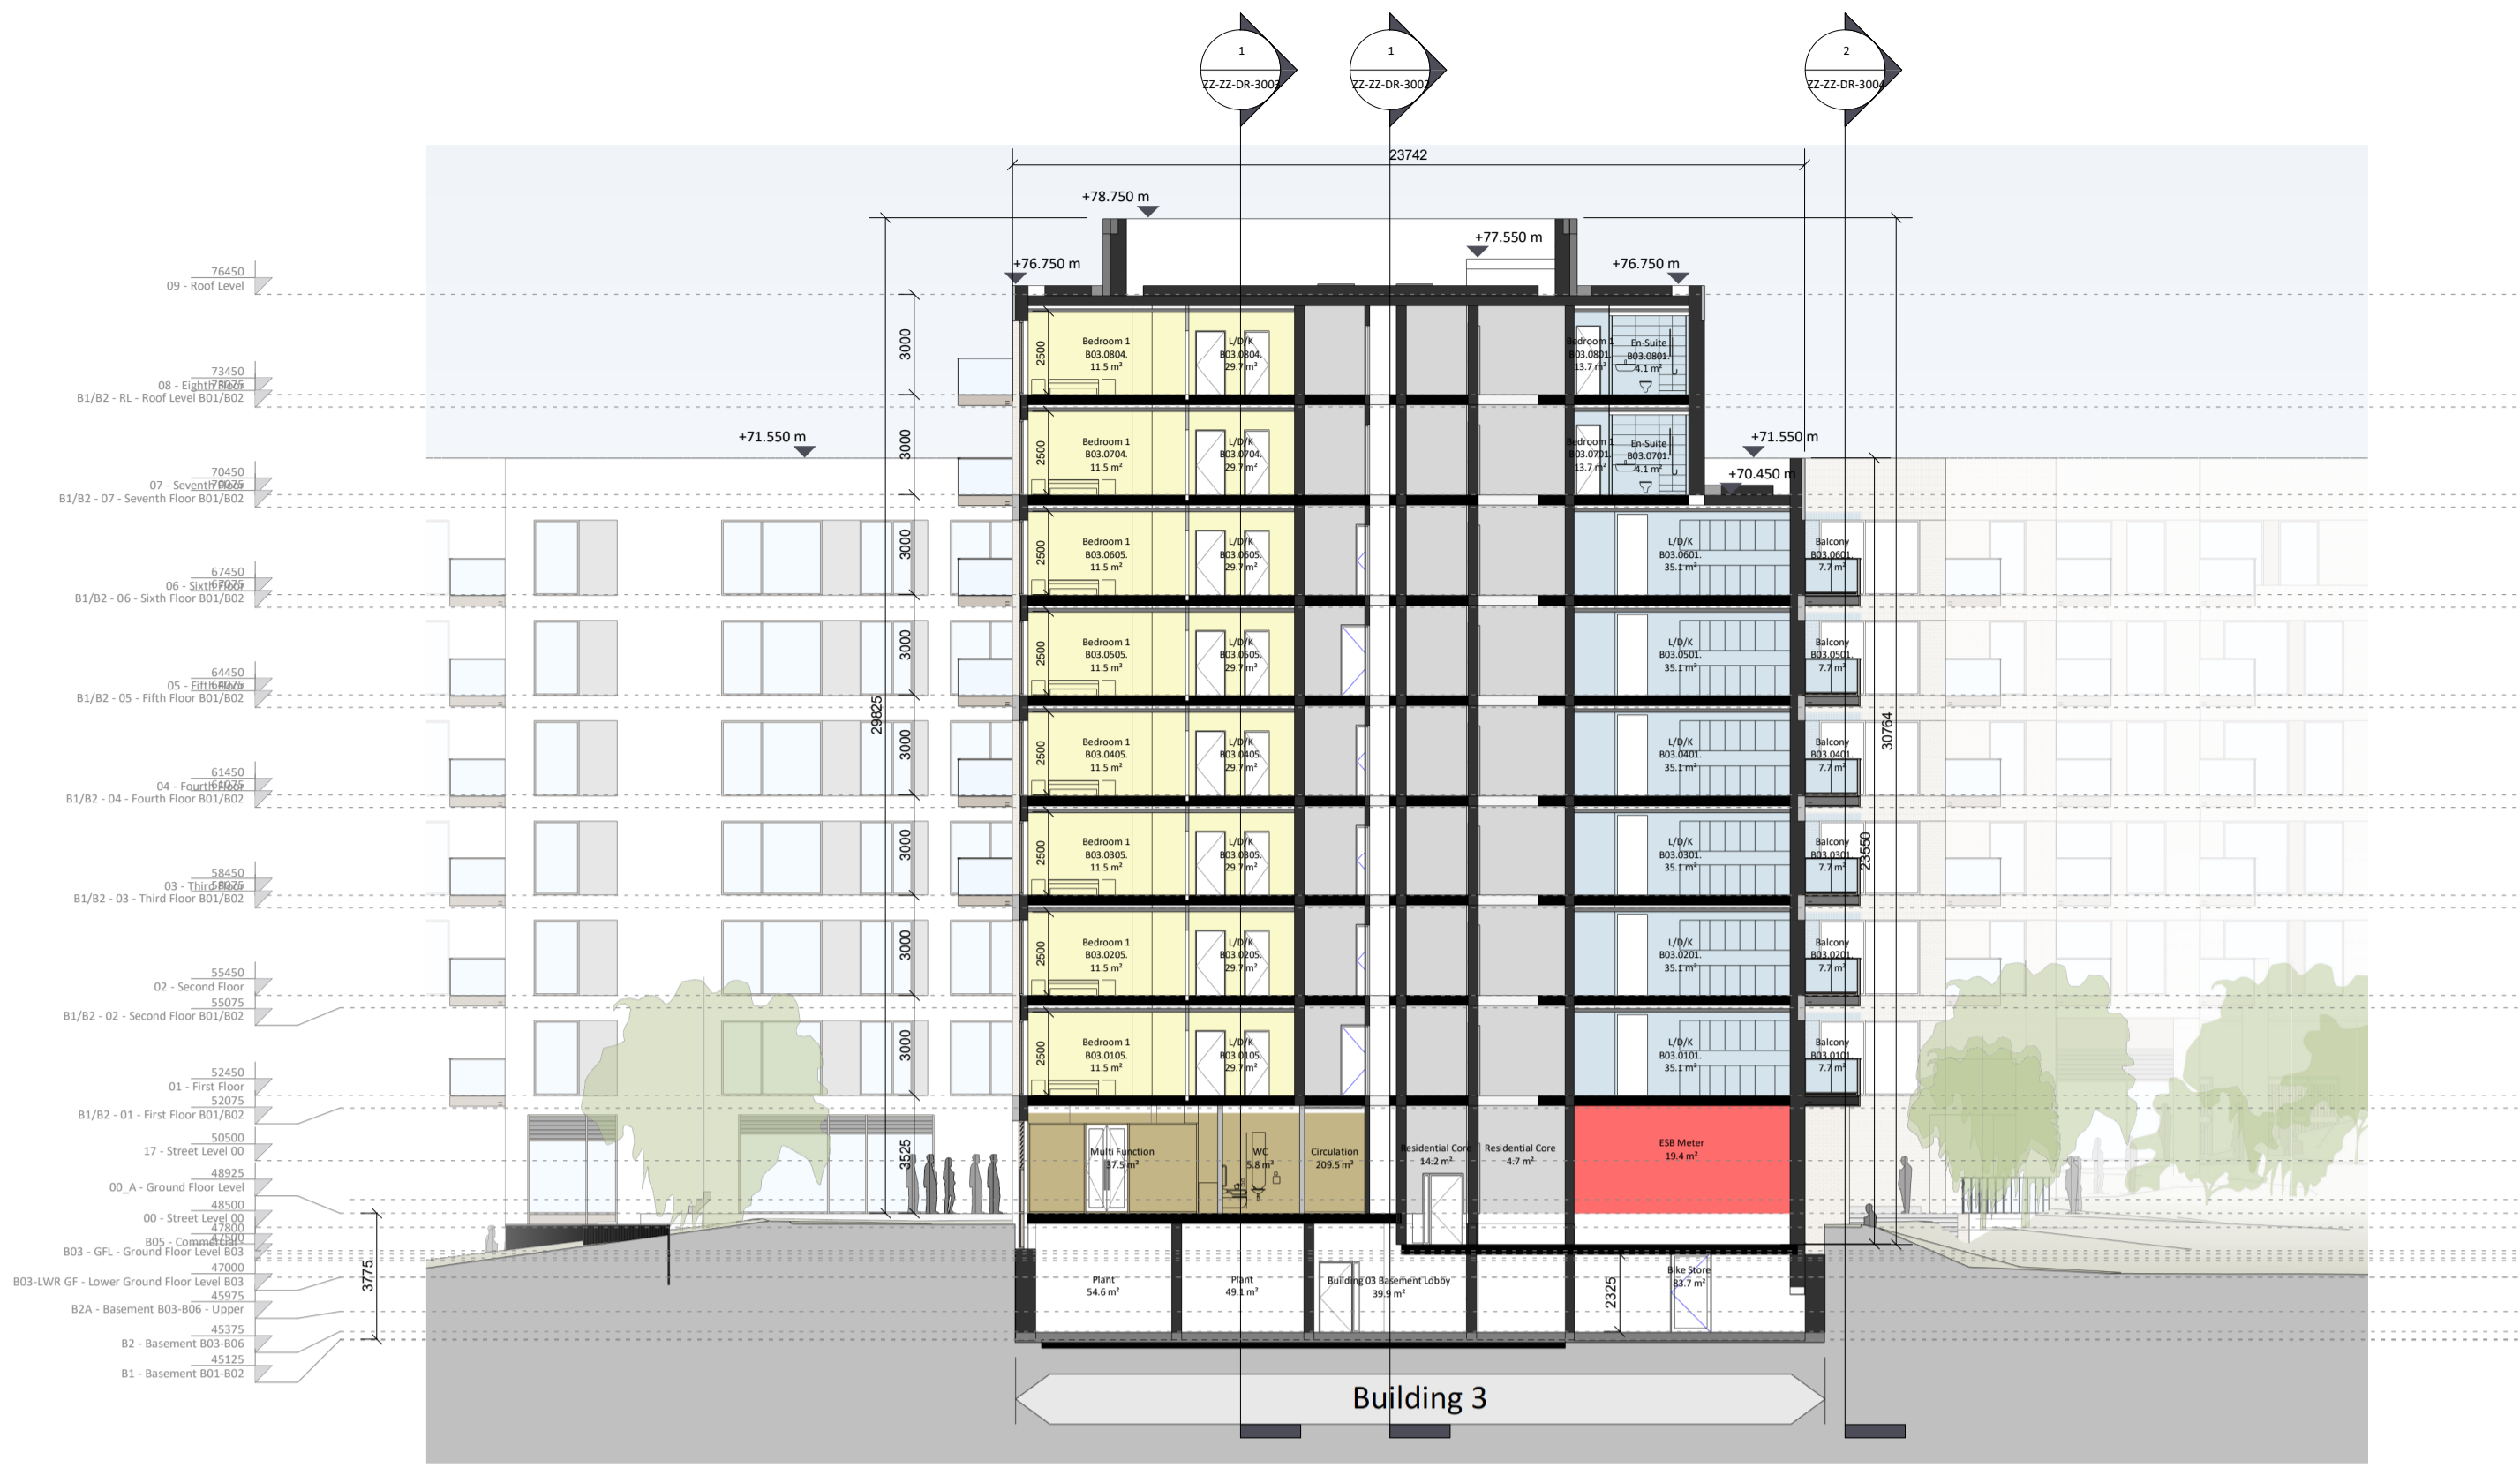 1
ZZ-ZZ-DR-3003
1
ZZ-ZZ-DR-3002
2
ZZ-ZZ-DR-3004
23742
+78.750 m
+77.550 m
+76.750 m
+76.750 m
+71.550 m
+71.550 m
+70.450 m
76450
09 - Roof Level
73450
08 - Eighth Floor
73075
B1/B2 - RL - Roof Level B01/B02
70450
07 - Seventh Floor
70075
B1/B2 - 07 - Seventh Floor B01/B02
67450
06 - Sixth Floor
67075
B1/B2 - 06 - Sixth Floor B01/B02
64450
05 - Fifth Floor
64075
B1/B2 - 05 - Fifth Floor B01/B02
61450
04 - Fourth Floor
61075
B1/B2 - 04 - Fourth Floor B01/B02
58450
03 - Third Floor
58075
B1/B2 - 03 - Third Floor B01/B02
55450
02 - Second Floor
55075
B1/B2 - 02 - Second Floor B01/B02
52450
01 - First Floor
52075
B1/B2 - 01 - First Floor B01/B02
50500
17 - Street Level 00
48925
00_A - Ground Floor Level
48500
00 - Street Level 00
47800
B05 - Commercial
47500
B03 - GFL - Ground Floor Level B03
47000
B03-LWR GF - Lower Ground Floor Level B03
45975
B2A - Basement B03-B06 - Upper
45375
B2 - Basement B03-B06
45125
B1 - Basement B01-B02
3775
29825
3000
3000
3000
3000
3000
3000
3000
3000
3525
2500
2500
2500
2500
2500
2500
2500
2500
30764
23550
2325
Bedroom 1
B03.0804.
11.5 m²
L/D/K
B03.0804.
29.7 m²
Bedroom 1
B03.0801.
13.7 m²
En-Suite
B03.0801.
4.1 m²
Bedroom 1
B03.0704.
11.5 m²
L/D/K
B03.0704.
29.7 m²
Bedroom 1
B03.0701.
13.7 m²
En-Suite
B03.0701.
4.1 m²
Bedroom 1
B03.0605.
11.5 m²
L/D/K
B03.0605.
29.7 m²
L/D/K
B03.0601.
35.1 m²
Balcony
B03.0601.
7.7 m²
Bedroom 1
B03.0505.
11.5 m²
L/D/K
B03.0505.
29.7 m²
L/D/K
B03.0501.
35.1 m²
Balcony
B03.0501.
7.7 m²
Bedroom 1
B03.0405.
11.5 m²
L/D/K
B03.0405.
29.7 m²
L/D/K
B03.0401.
35.1 m²
Balcony
B03.0401.
7.7 m²
Bedroom 1
B03.0305.
11.5 m²
L/D/K
B03.0305.
29.7 m²
L/D/K
B03.0301.
35.1 m²
Balcony
B03.0301.
7.7 m²
Bedroom 1
B03.0205.
11.5 m²
L/D/K
B03.0205.
29.7 m²
L/D/K
B03.0201.
35.1 m²
Balcony
B03.0201.
7.7 m²
Bedroom 1
B03.0105.
11.5 m²
L/D/K
B03.0105.
29.7 m²
L/D/K
B03.0101.
35.1 m²
Balcony
B03.0101.
7.7 m²
Multi Function
37.5 m²
WC
5.8 m²
Circulation
209.5 m²
Residential Core
14.2 m²
Residential Core
4.7 m²
ESB Meter
19.4 m²
Plant
54.6 m²
Plant
49.1 m²
Building 03 Basement Lobby
39.9 m²
Bike Store
83.7 m²
Building 3